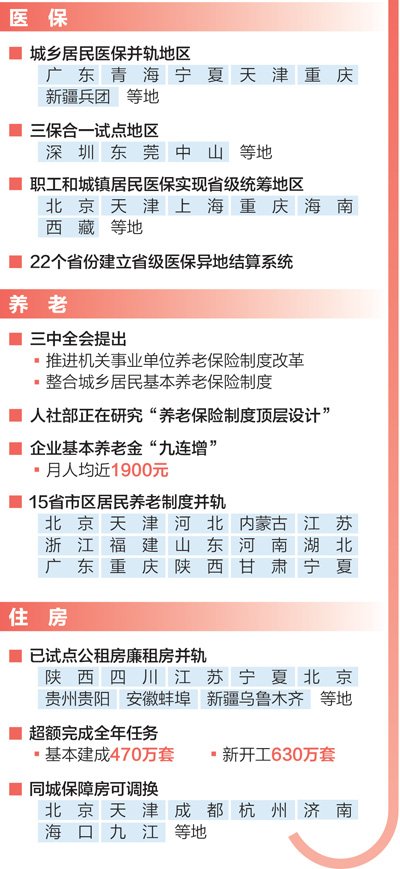 医 保
■ 城乡居民医保并轨地区
广东 青海 宁夏 天津 重庆
新疆兵团 等地
■ 三保合一试点地区
深圳 东莞 中山 等地
■ 职工和城镇居民医保实现省级统筹地区
北京 天津 上海 重庆 海南
西藏 等地
■ 22个省份建立省级医保异地结算系统
养 老
■ 三中全会提出
▪ 推进机关事业单位养老保险制度改革
▪ 整合城乡居民基本养老保险制度
■ 人社部正在研究“养老保险制度顶层设计”
■ 企业基本养老金“九连增”
▪ 月人均近1900元
■ 15省市区居民养老制度并轨
北京 天津 河北 内蒙古 江苏
浙江 福建 山东 河南 湖北
广东 重庆 陕西 甘肃 宁夏
住 房
■ 已试点公租房廉租房并轨
陕西 四川 江苏 宁夏 北京
贵州贵阳 安徽蚌埠 新疆乌鲁木齐 等地
■ 超额完成全年任务
▪ 基本建成470万套 ▪ 新开工630万套
■ 同城保障房可调换
北京 天津 成都 杭州 济南
海口 九江 等地